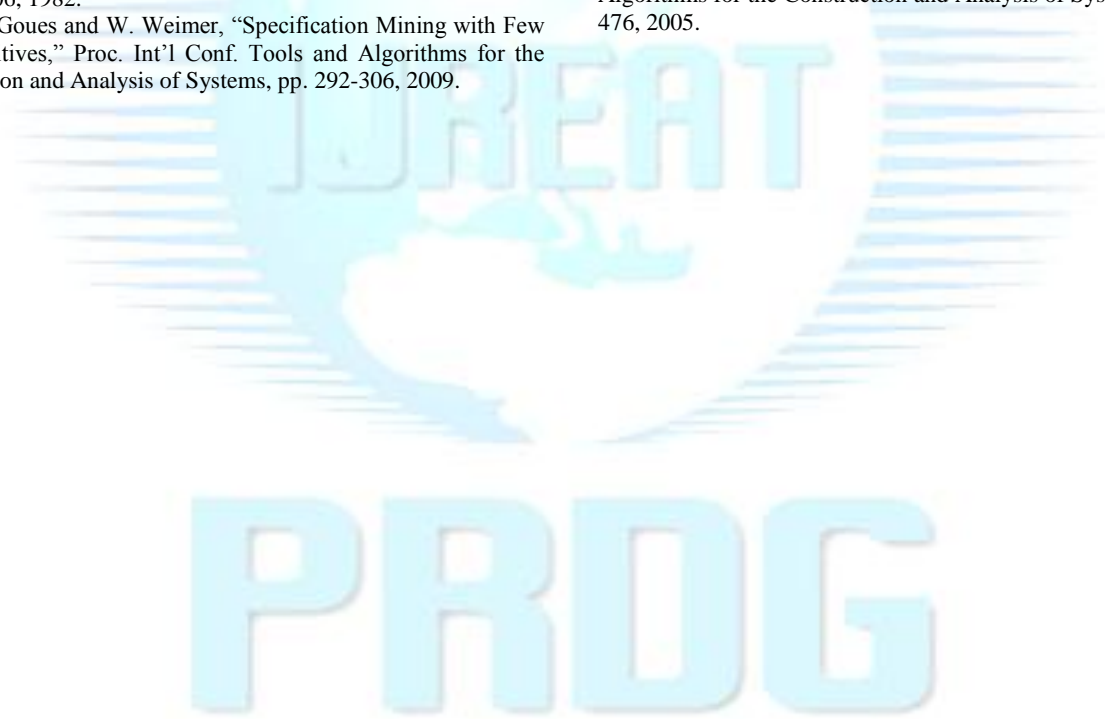 1982.
Goues and W. Weimer, “Specification Mining with Few
tives,” Proc. Int’l Conf. Tools and Algorithms for the
on and Analysis of Systems, pp. 292-306, 2009.
Algorithms for the Construction and Analysis of Sys
476, 2005.
IJREAT
PRDG